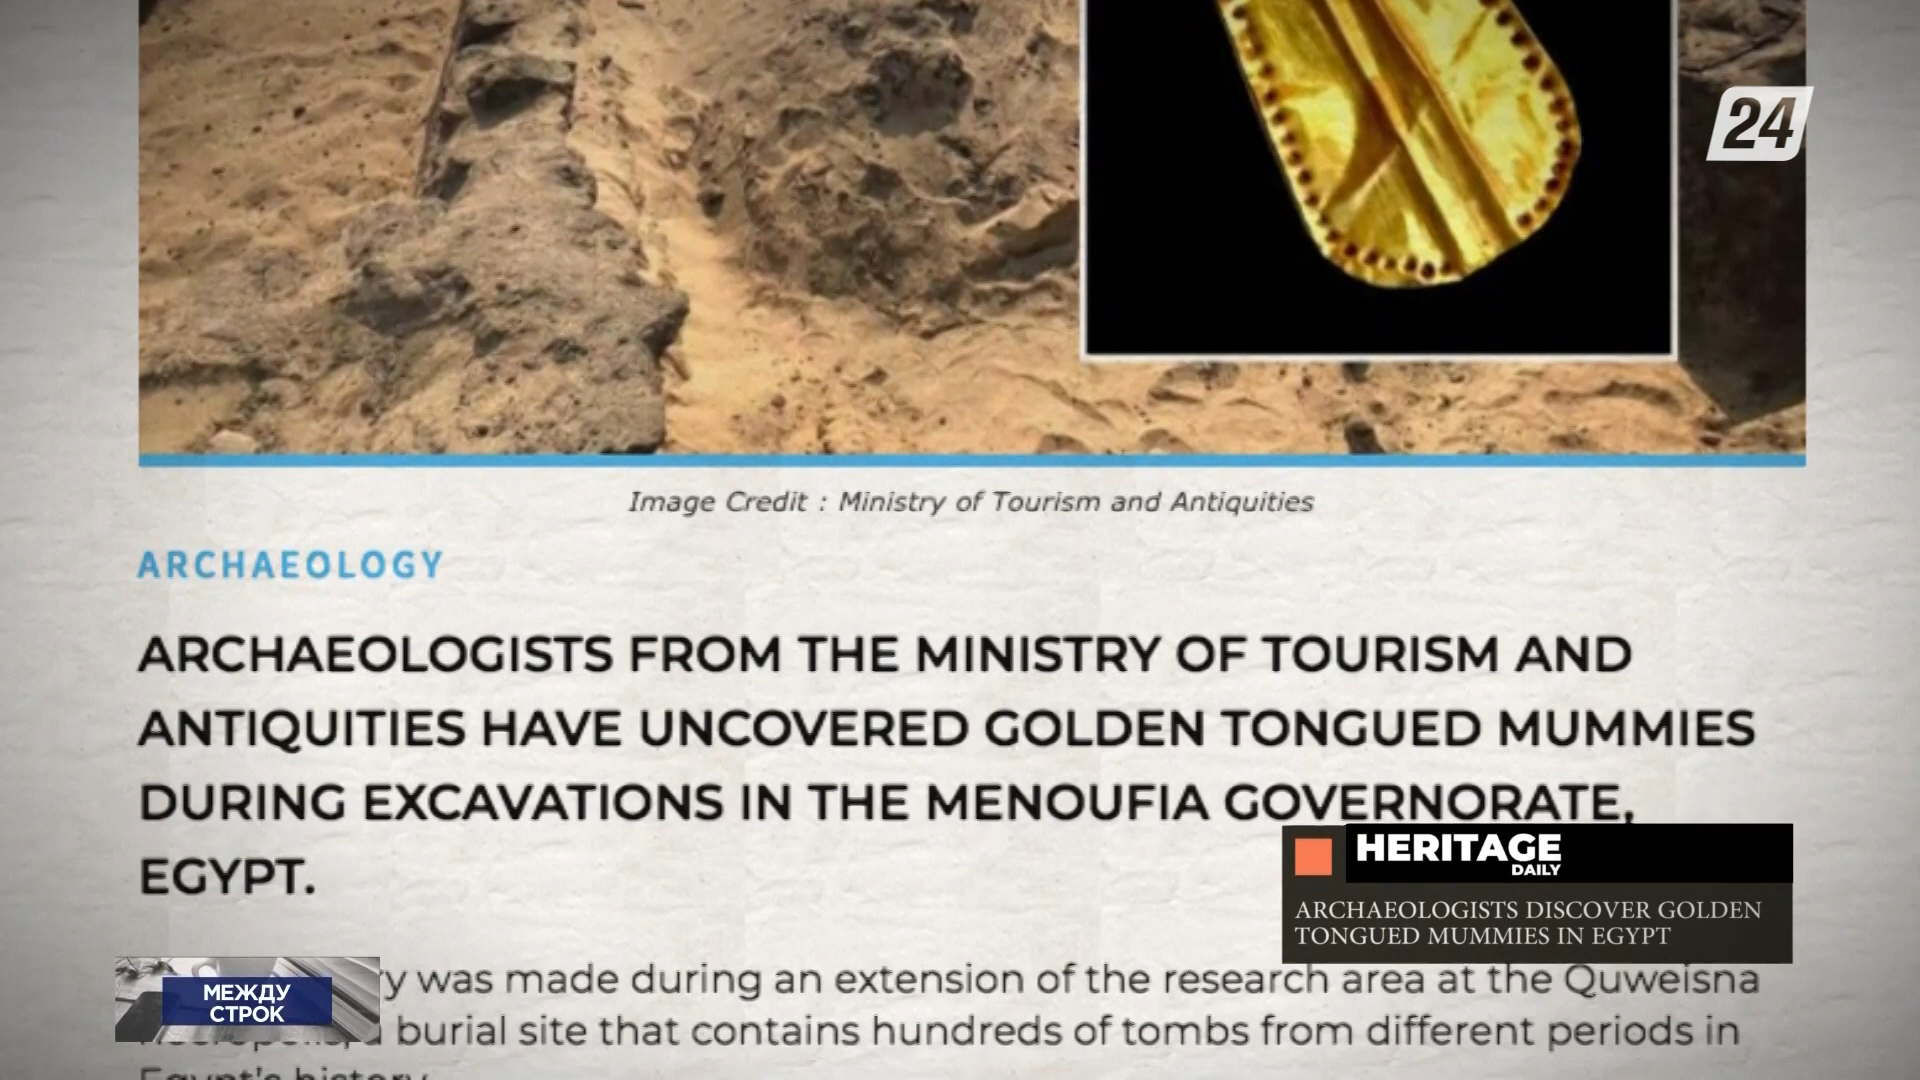 24
Image Credit : Ministry of Tourism and Antiquities
ARCHAEOLOGY
ARCHAEOLOGISTS FROM THE MINISTRY OF TOURISM AND
ANTIQUITIES HAVE UNCOVERED GOLDEN TONGUED MUMMIES
DURING EXCAVATIONS IN THE MENOUFIA GOVERNORATE,
EGYPT.
HERITAGE
DAILY
ARCHAEOLOGISTS DISCOVER GOLDEN
TONGUED MUMMIES IN EGYPT
was made during an extension of the research area at the Quweisna
burial site that contains hundreds of tombs from different periods in
Egypt's history.
МЕЖДУ
СТРОК